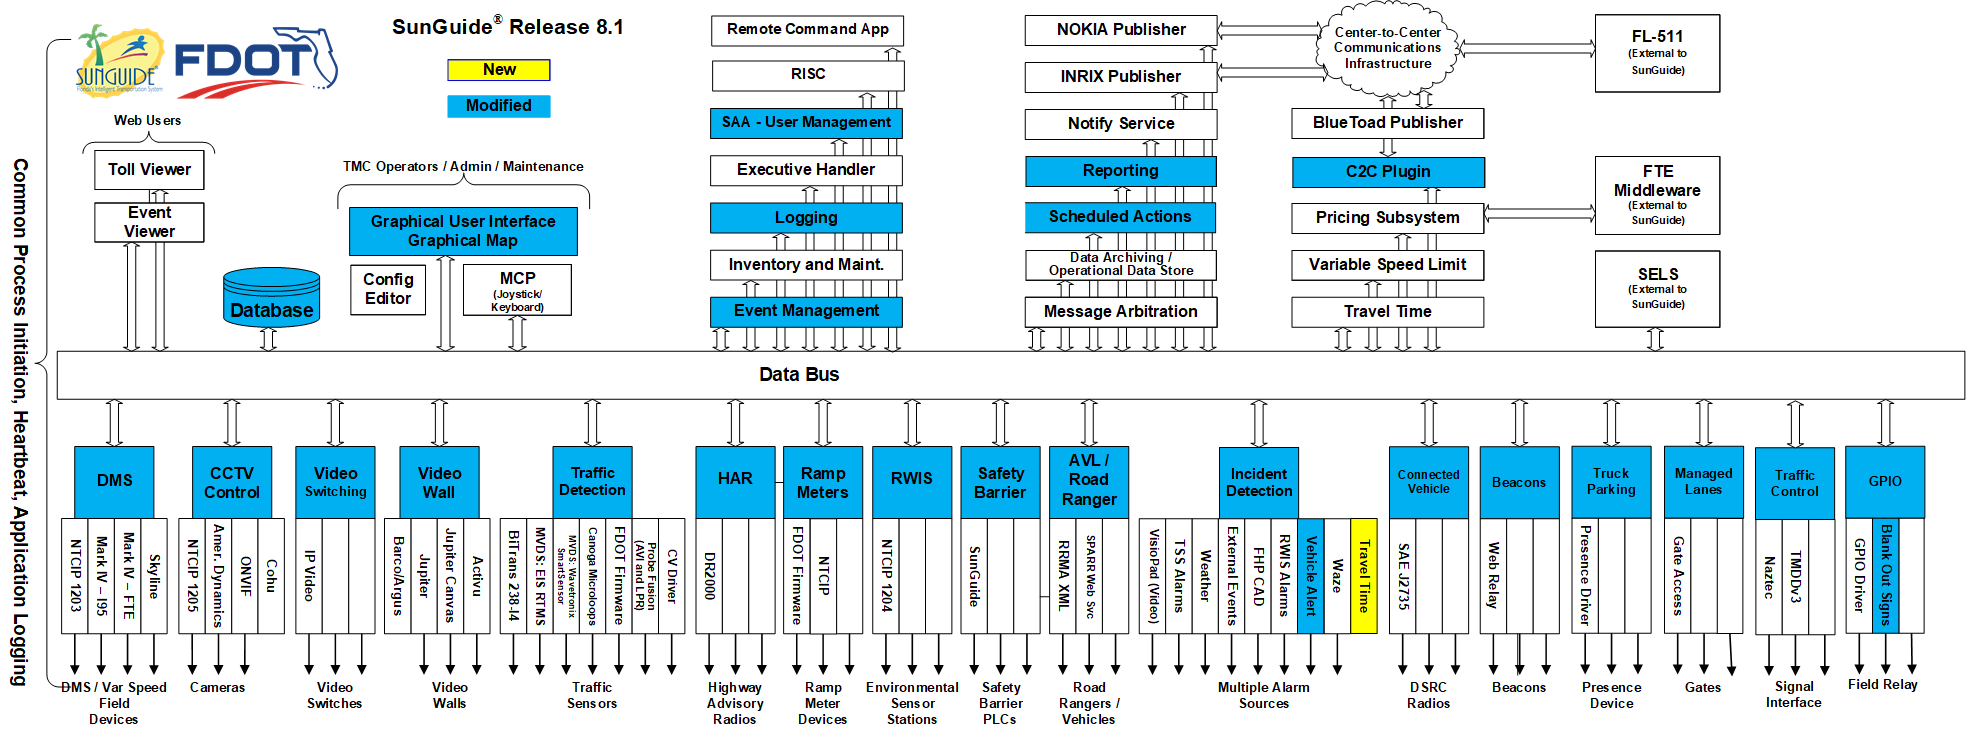 SunGuide® Release 8.1
New
Modified
SUNGUIDE
Florida's Intelligent Transportation System
FDOT
Common Process Initiation, Heartbeat, Application Logging
Web Users
Toll Viewer
Event
Viewer
TMC Operators / Admin / Maintenance
Graphical User Interface
Graphical Map
Config
Editor
MCP
(Joystick/
Keyboard)
Database
Remote Command App
RISC
SAA - User Management
Executive Handler
Logging
Inventory and Maint.
Event Management
NOKIA Publisher
INRIX Publisher
Notify Service
Reporting
Scheduled Actions
Data Archiving /
Operational Data Store
Message Arbitration
Center-to-Center
Communications
Infrastructure
BlueToad Publisher
C2C Plugin
Pricing Subsystem
Variable Speed Limit
Travel Time
FL-511
(External to
SunGuide)
FTE
Middleware
(External to
SunGuide)
SELS
(External to
SunGuide)
Data Bus
DMS
NTCIP 1203
Mark IV – I95
Mark IV – FTE
Skyline
DMS / Var Speed
Field
Devices
CCTV
Control
NTCIP 1205
Amer. Dynamics
ONVIF
Cohu
Cameras
Video
Switching
IP Video
Video
Switches
Video
Wall
Barco/Argus
Jupiter
Jupiter Canvas
Activu
Video
Walls
Traffic
Detection
BiTrans 238-I4
MVDS: EIS RTMS
MVDS: Wavetronix
SmartSensor
Canoga Microloops
FDOT Firmware
Probe Fusion
(AVI and LPR)
CV Driver
Traffic
Sensors
HAR
DR2000
Highway
Advisory
Radios
Ramp
Meters
FDOT Firmware
NTCIP
Ramp
Meter
Devices
RWIS
NTCIP 1204
Environmental
Sensor
Stations
Safety
Barrier
SunGuide
Safety
Barrier
PLCs
AVL /
Road
Ranger
RRMA XML
SPARR Web Svc
Road
Rangers /
Vehicles
Incident
Detection
VisioPad (Video)
TSS Alarms
Weather
External Events
FHP CAD
RWIS Alarms
Vehicle Alert
Waze
Travel Time
Multiple Alarm
Sources
Connected
Vehicle
SAE J2735
DSRC
Radios
Beacons
Web Relay
Beacons
Truck
Parking
Presence Driver
Presence
Device
Managed
Lanes
Gate Access
Gates
Traffic
Control
Naztec
TMDDv3
Signal
Interface
GPIO
GPIO Driver
Blank Out Signs
Field Relay